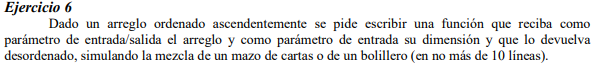 Ejercicio 6
Dado un arreglo ordenado ascendentemente se pide escribir una función que reciba como
parámetro de entrada/salida el arreglo y como parámetro de entrada su dimensión y que lo devuelva
desordenado, simulando la mezcla de un mazo de cartas o de un bolillero (en no más de 10 líneas).